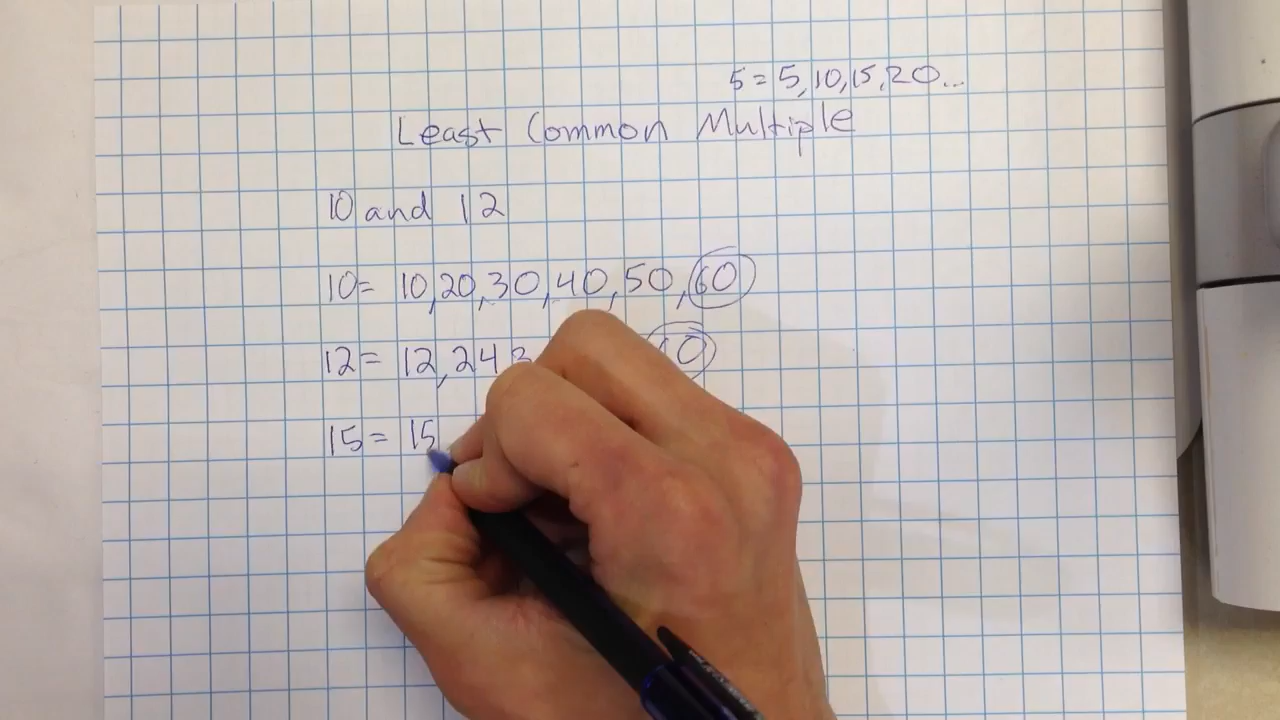 5 = 5, 10, 15, 20...
Least Common Multiple
10 and 12
10 = 10, 20, 30, 40, 50, 60
12 = 12, 24
15 = 15